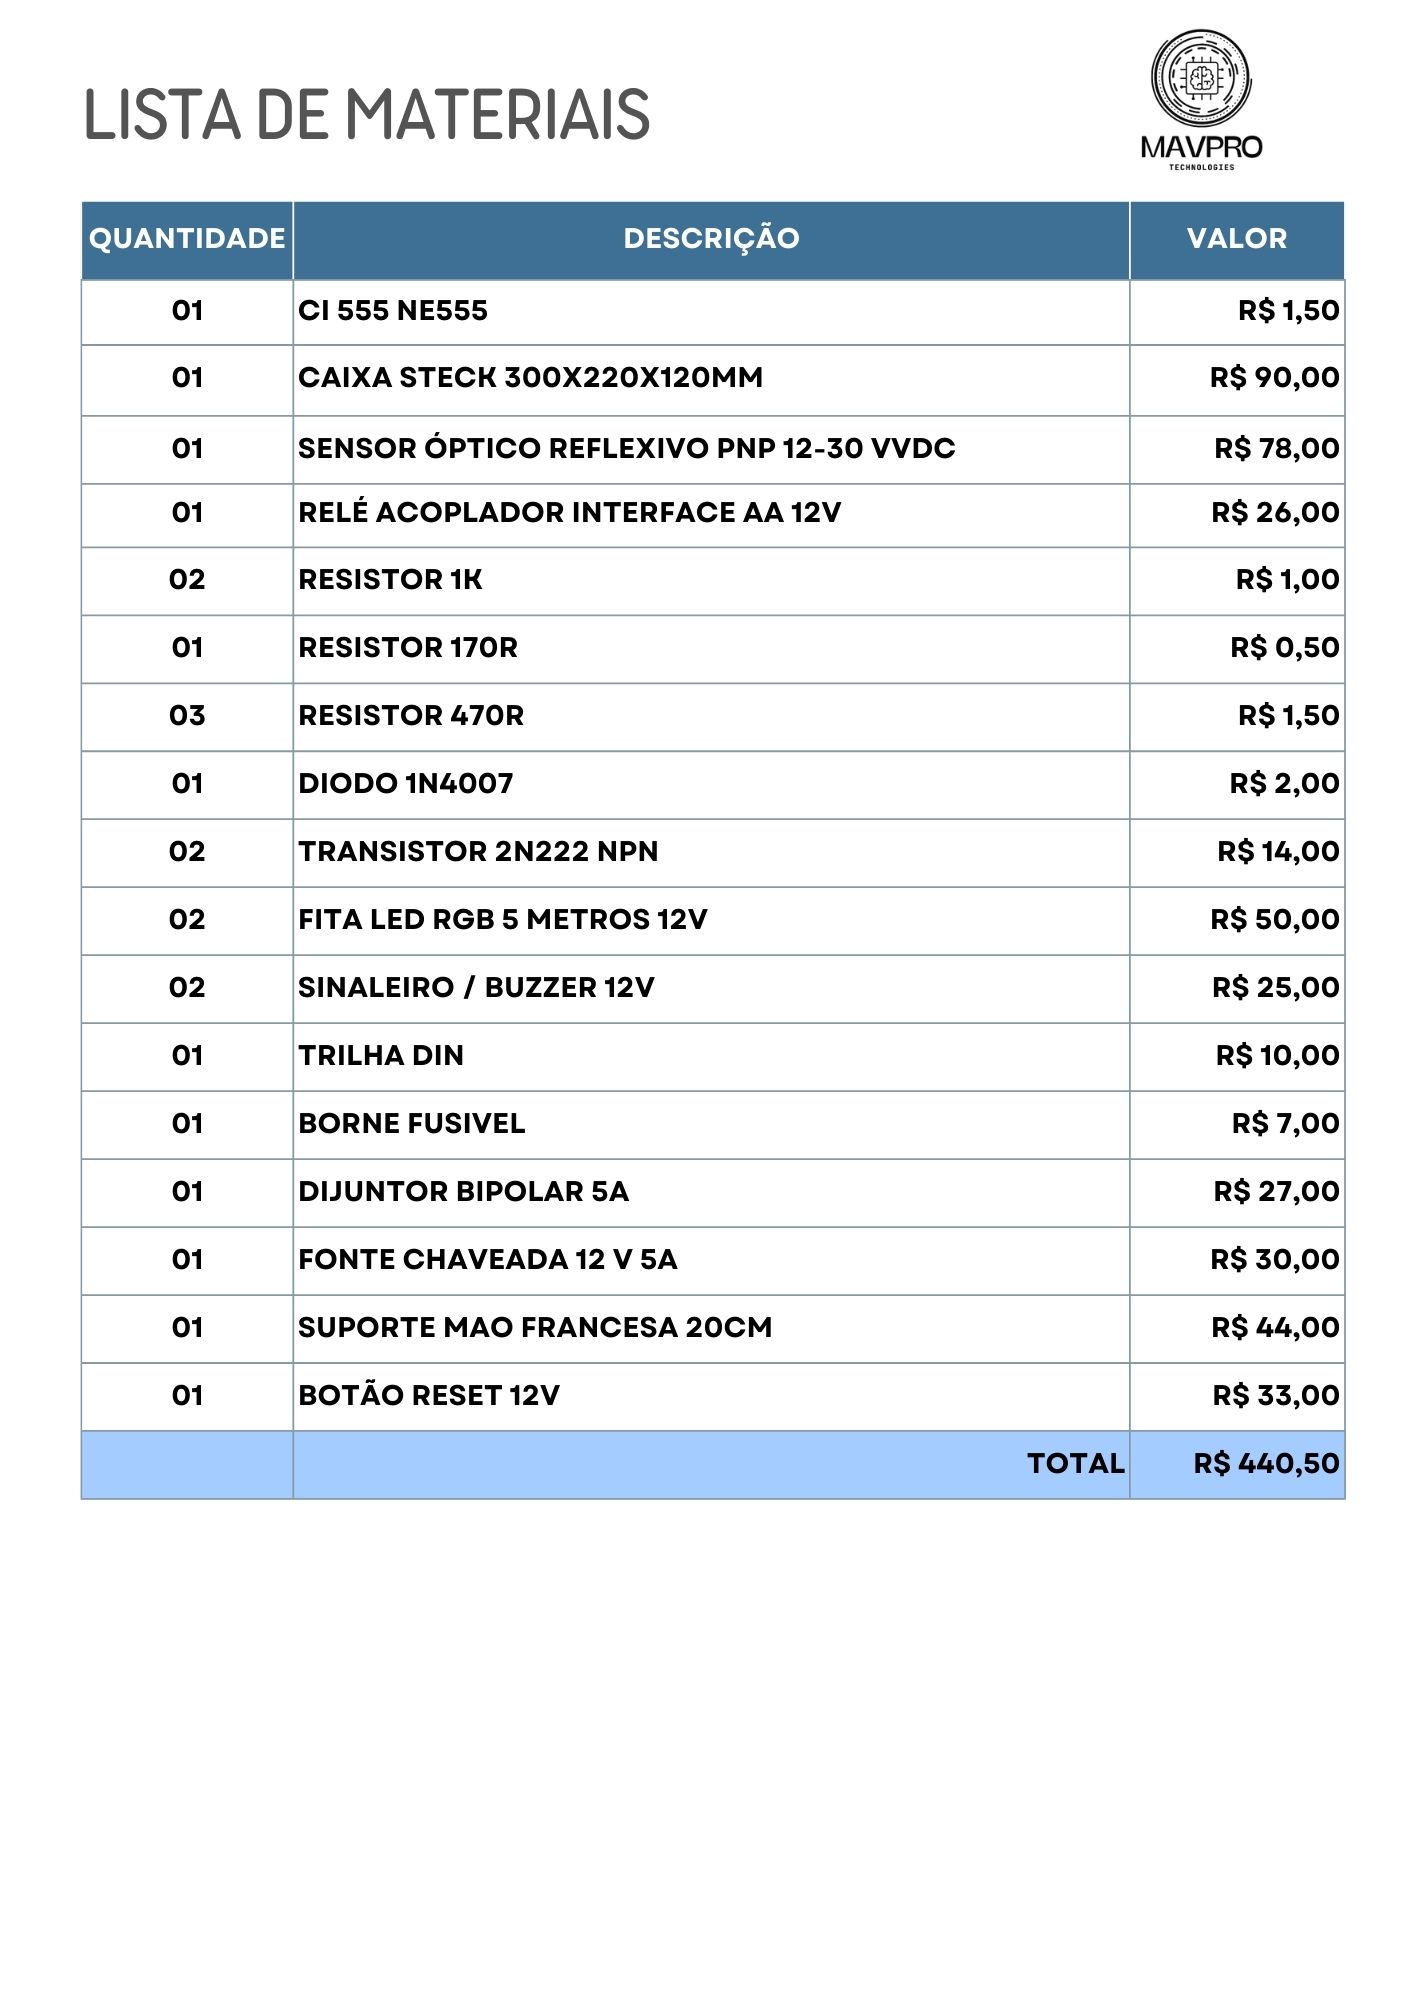 LISTA DE MATERIAIS
MAVPRO
TECHNOLOGIES
QUANTIDADE DESCRIÇÃO VALOR
01 CI 555 NE555 R$ 1,50
01 CAIXA STECK 300X220X120MM R$ 90,00
01 SENSOR ÓPTICO REFLEXIVO PNP 12-30 VVDC R$ 78,00
01 RELÉ ACOPLADOR INTERFACE AA 12V R$ 26,00
02 RESISTOR 1K R$ 1,00
01 RESISTOR 170R R$ 0,50
03 RESISTOR 470R R$ 1,50
01 DIODO 1N4007 R$ 2,00
02 TRANSISTOR 2N222 NPN R$ 14,00
02 FITA LED RGB 5 METROS 12V R$ 50,00
02 SINALEIRO / BUZZER 12V R$ 25,00
01 TRILHA DIN R$ 10,00
01 BORNE FUSIVEL R$ 7,00
01 DIJUNTOR BIPOLAR 5A R$ 27,00
01 FONTE CHAVEADA 12 V 5A R$ 30,00
01 SUPORTE MAO FRANCESA 20CM R$ 44,00
01 BOTÃO RESET 12V R$ 33,00
TOTAL R$ 440,50